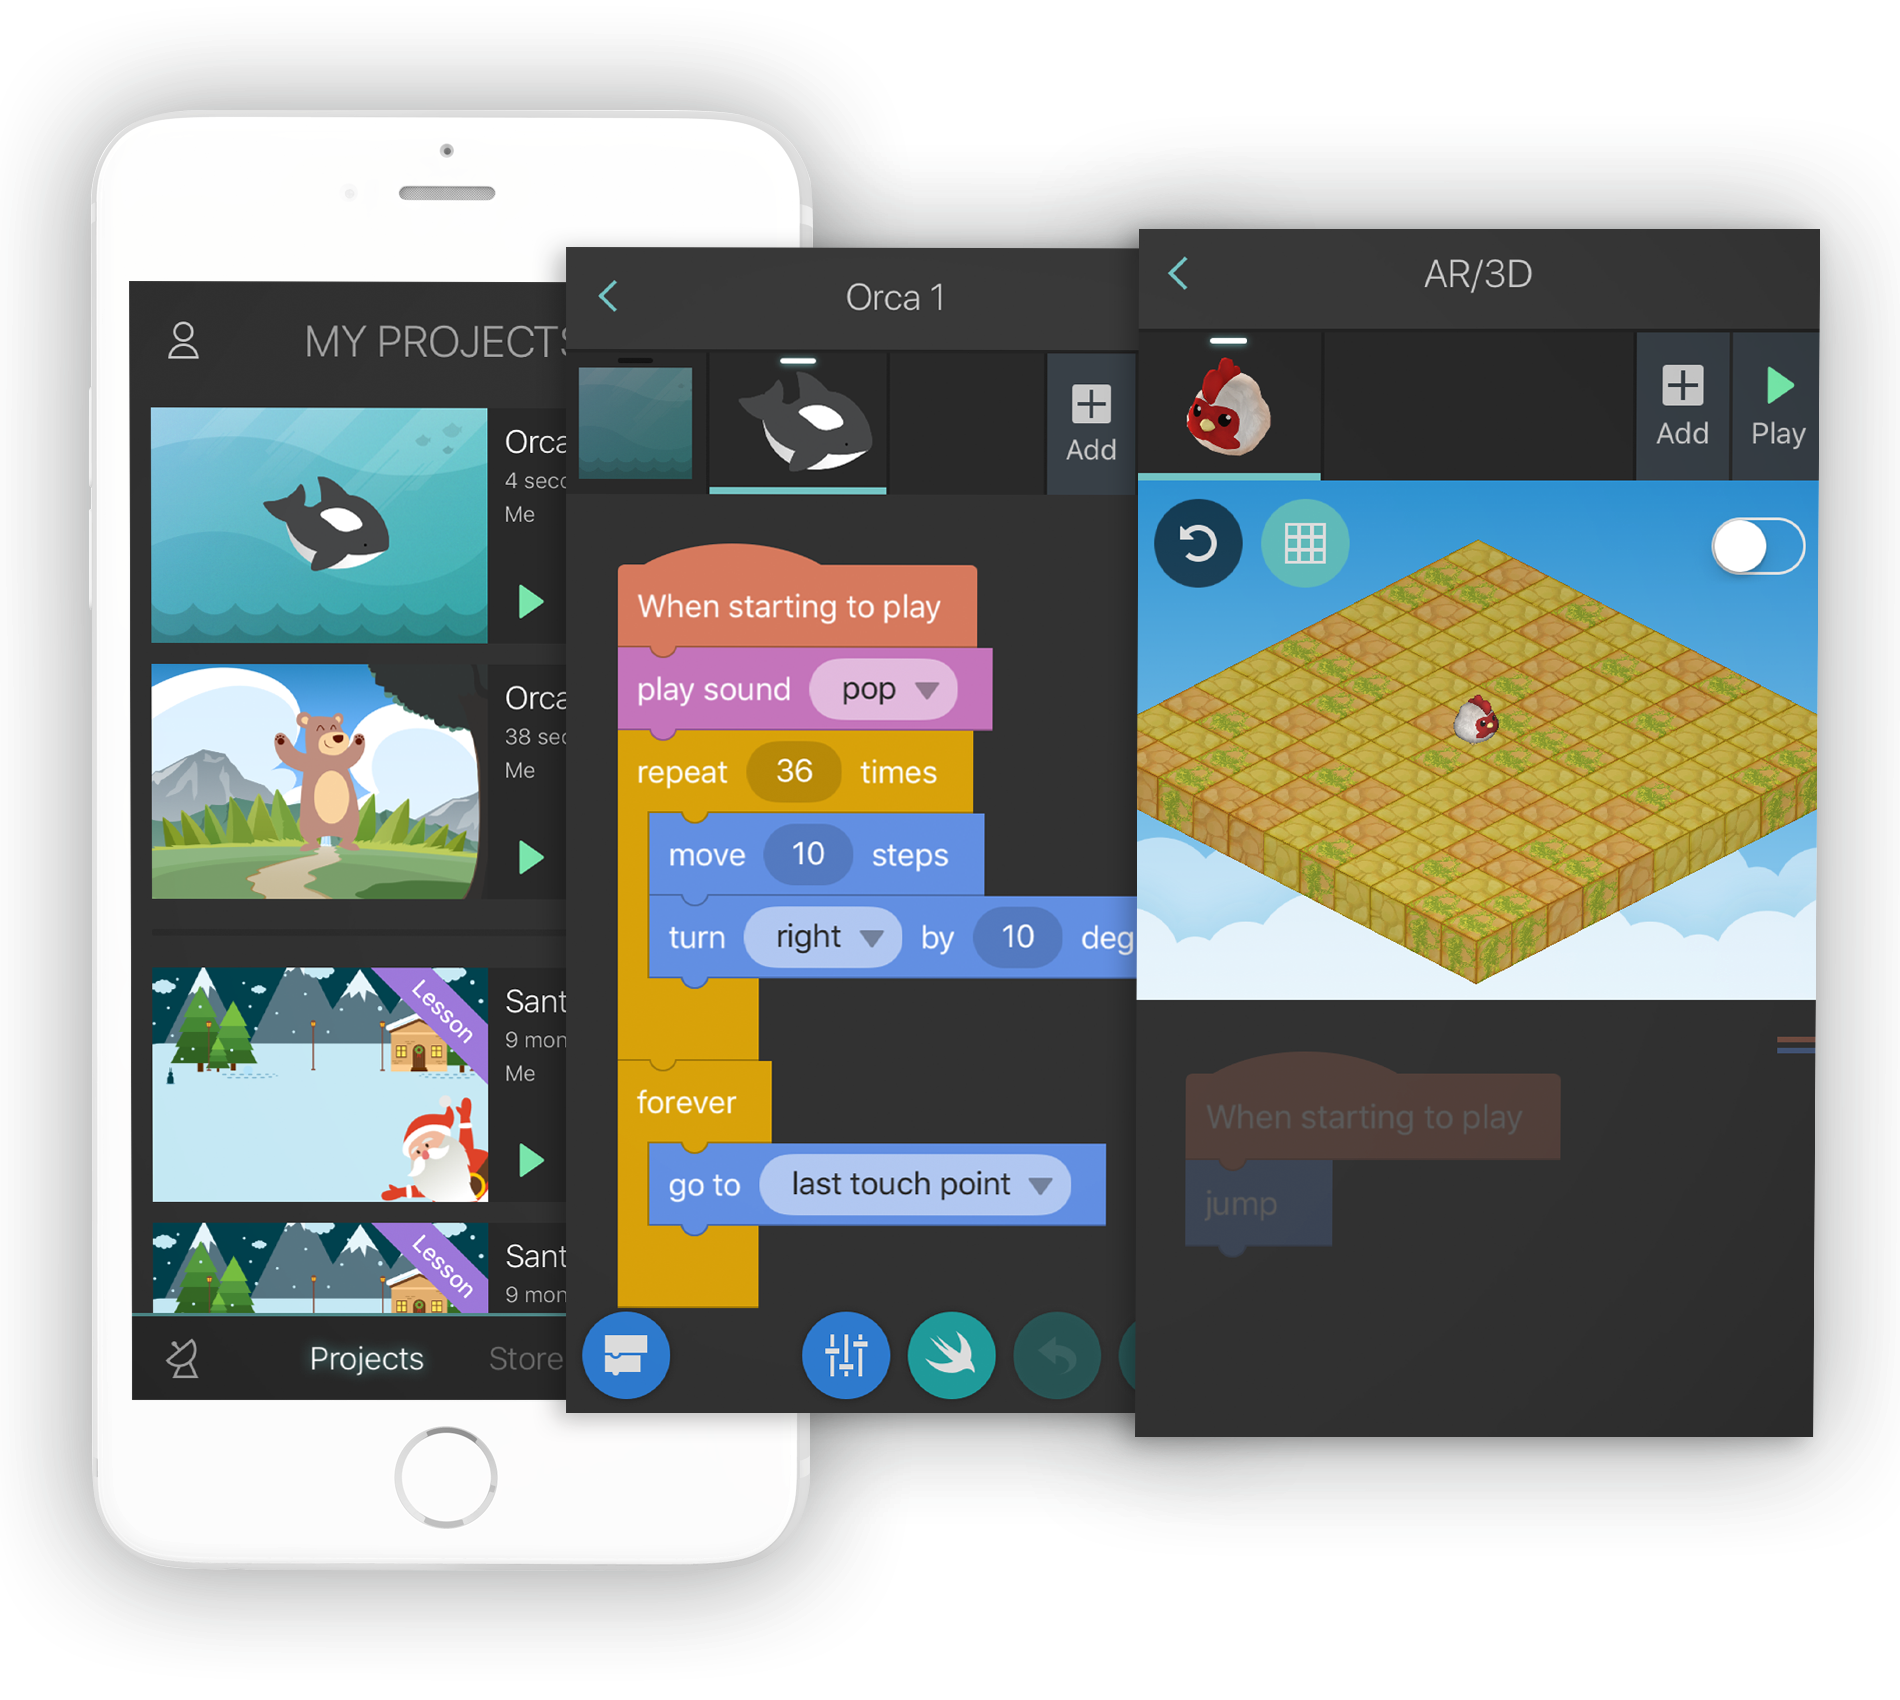 MY PROJECTS
Orca
4 seco
Me
Orca
38 sec
Me
Lesson
Sant
9 mon
Me
Lesson
Sant
9 mon
Projects
Store
Orca 1
Add
When starting to play
play sound pop
repeat 36 times
move 10 steps
turn right by 10 deg
forever
go to last touch point
AR/3D
Add
Play
When starting to play
jump